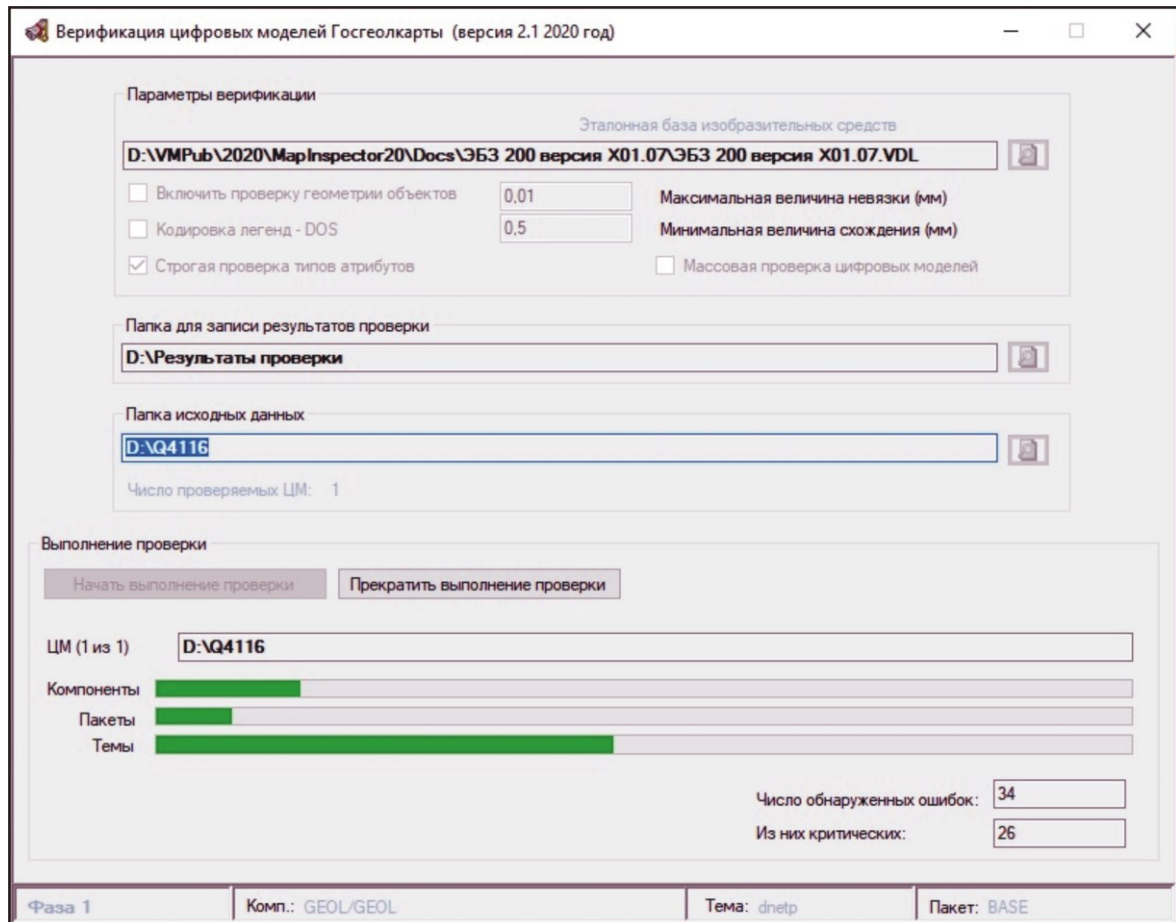 Верификация цифровых моделей Госгеолкарты (версия 2.1 2020 год)
Параметры верификации
Эталонная база изобразительных средств
D:\VMPub\2020\MapInspector20\Docs\ЭБЗ 200 версия X01.07\ЭБЗ 200 версия X01.07.VDL
Включить проверку геометрии объектов 0,01 Максимальная величина невязки (мм)
Кодировка легенд - DOS 0,5 Минимальная величина схождения (мм)
Строгая проверка типов атрибутов Массовая проверка цифровых моделей
Папка для записи результатов проверки
D:\Результаты проверки
Папка исходных данных
D:\Q4116
Число проверяемых ЦМ: 1
Выполнение проверки
Начать выполнение проверки Прекратить выполнение проверки
ЦМ (1 из 1) D:\Q4116
Компоненты
Пакеты
Темы
Число обнаруженных ошибок: 34
Из них критических: 26
Фаза 1 Комп.: GEOL/GEOL Тема: dnetp Пакет: BASE